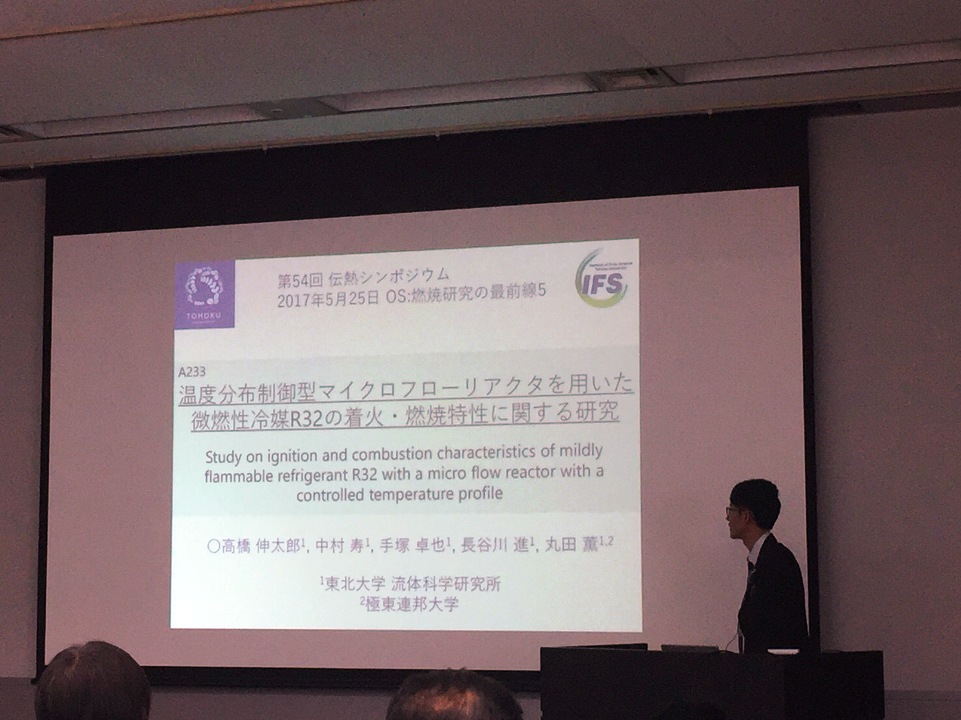 第54回 伝熱シンポジウム
2017年5月25日 OS:燃焼研究の最前線5
TOHOKU
IFS
A233
温度分布制御型マイクロフローリアクタを用いた
微燃性冷媒R32の着火・燃焼特性に関する研究
Study on ignition and combustion characteristics of mildly
flammable refrigerant R32 with a micro flow reactor with a
controlled temperature profile
〇高橋 伸太郎1, 中村 寿1, 手塚 卓也1, 長谷川 進1, 丸田 薫1,2
1東北大学 流体科学研究所
2極東連邦大学